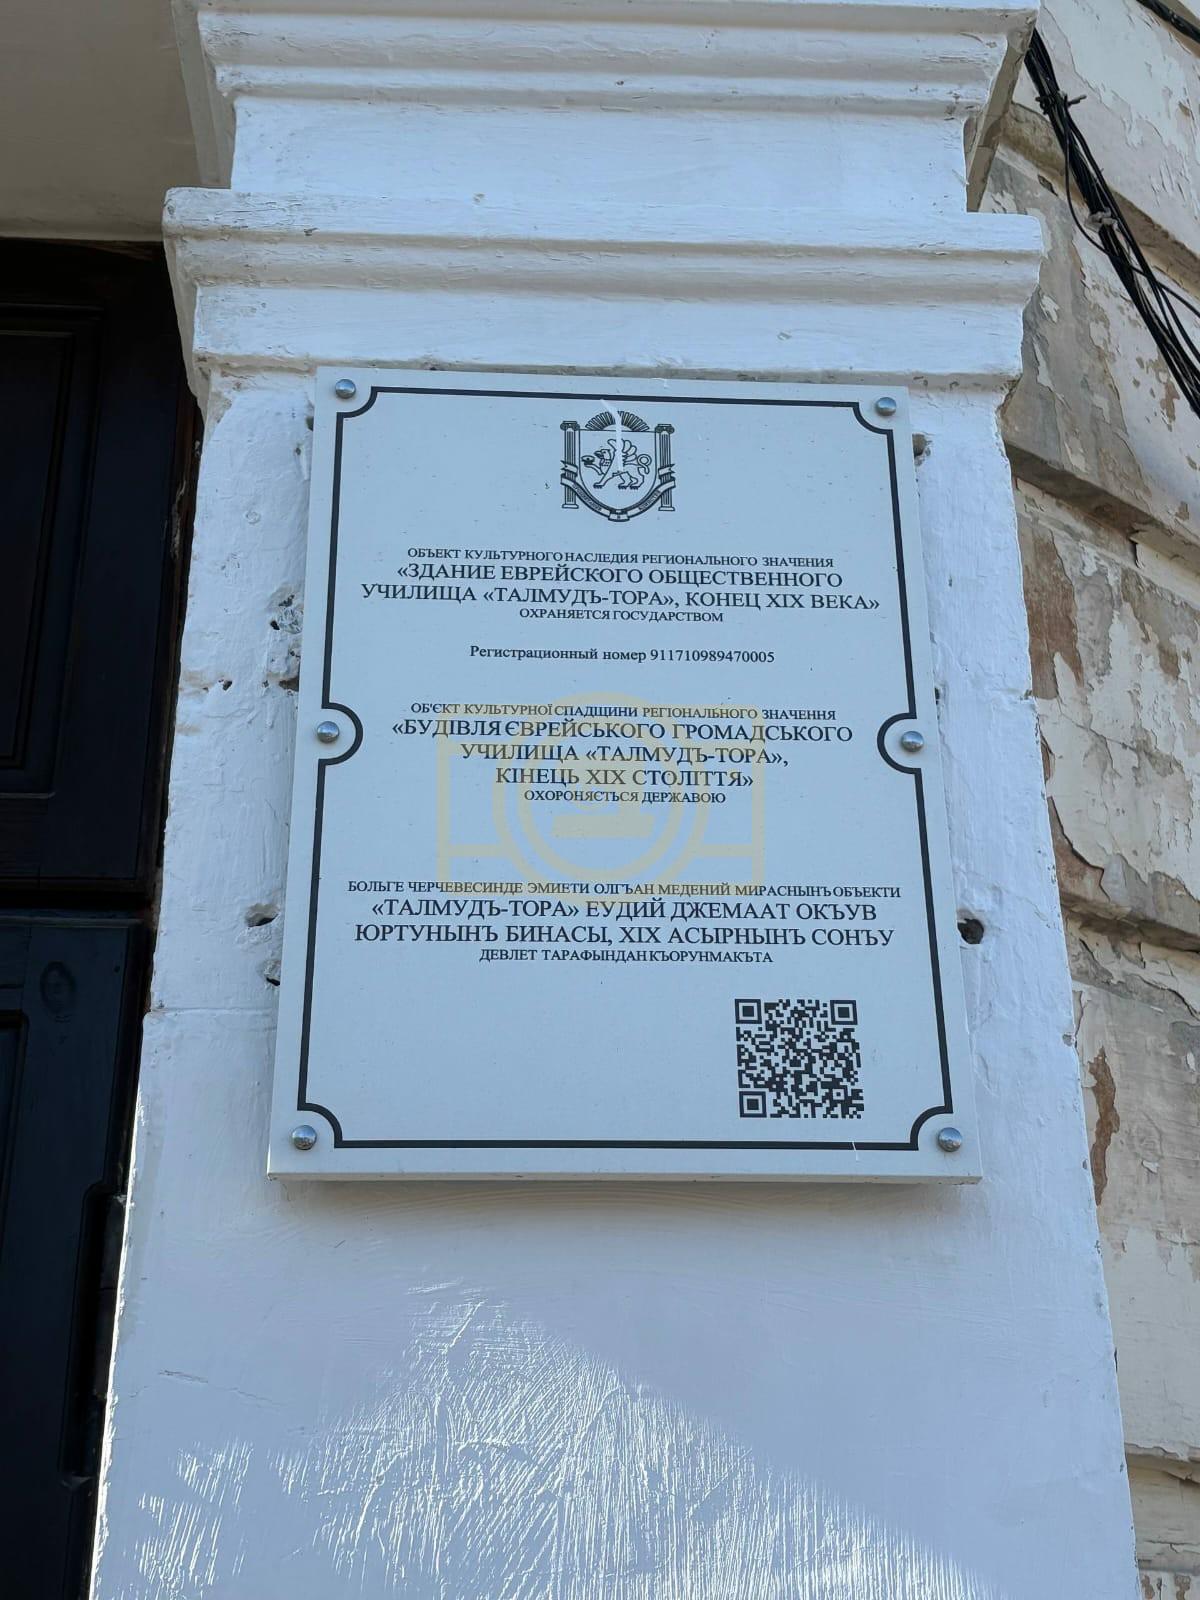 ОБЪЕКТ КУЛЬТУРНОГО НАСЛЕДИЯ РЕГИОНАЛЬНОГО ЗНАЧЕНИЯ
«ЗДАНИЕ ЕВРЕЙСКОГО ОБЩЕСТВЕННОГО
УЧИЛИЩА «ТАЛМУДЪ-ТОРА», КОНЕЦ XIX ВЕКА»
ОХРАНЯЕТСЯ ГОСУДАРСТВОМ
Регистрационный номер 911710989470005
ОБ'ЄКТ КУЛЬТУРНОЇ СПАДЩИНИ РЕГІОНАЛЬНОГО ЗНАЧЕННЯ
«БУДІВЛЯ ЄВРЕЙСЬКОГО ГРОМАДСЬКОГО
УЧИЛИЩА «ТАЛМУДЪ-ТОРА»,
КІНЕЦЬ XIX СТОЛІТТЯ»
ОХОРОНЯЄТЬСЯ ДЕРЖАВОЮ
БОЛЬГЕ ЧЕРЧЕВЕСИНДЕ ЭМИЕТИ ОЛГЪАН МЕДЕНИЙ МИРАСНЫНЪ ОБЪЕКТИ
«ТАЛМУДЪ-ТОРА» ЕУДИЙ ДЖЕМААТ ОКЪУВ
ЮРТУНЫНЪ БИНАСЫ, XIX АСЫРНЫНЪ СОНЪУ
ДЕВЛЕТ ТАРАФЫНДАН КЪОРУНМАКЪТА